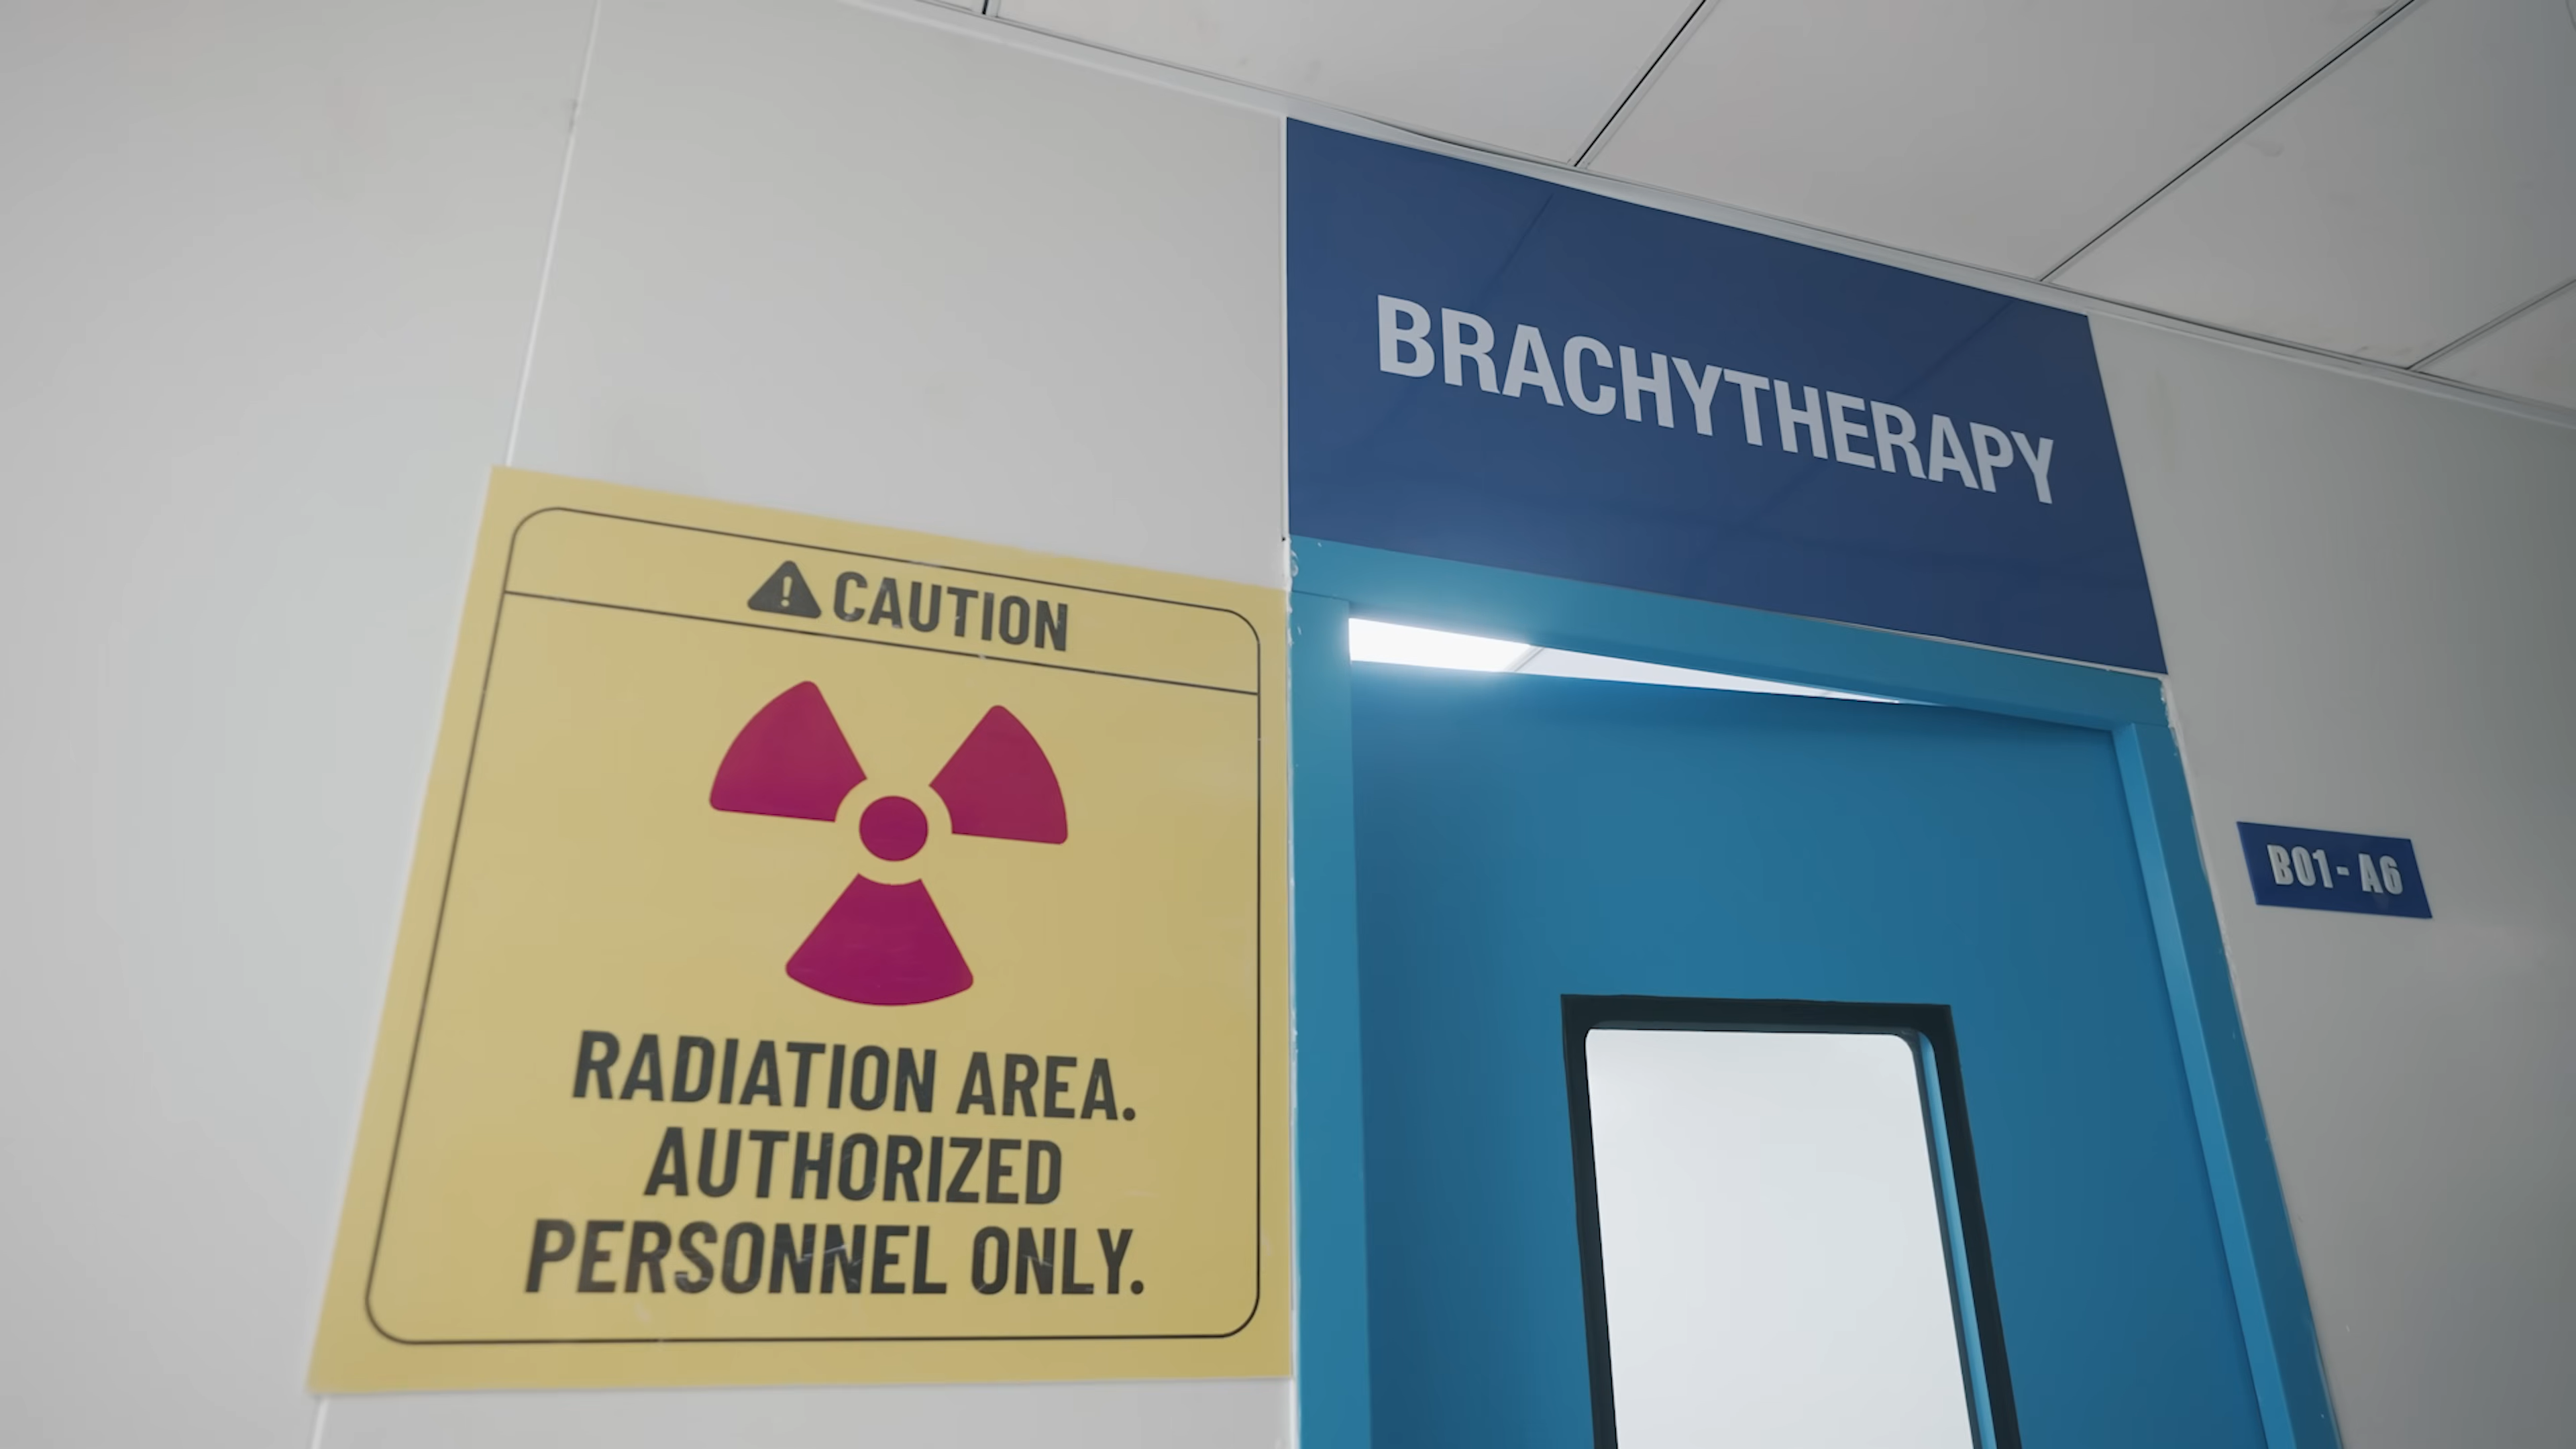 BRACHYTHERAPY
CAUTION
RADIATION AREA.
AUTHORIZED
PERSONNEL ONLY.
B01- A6